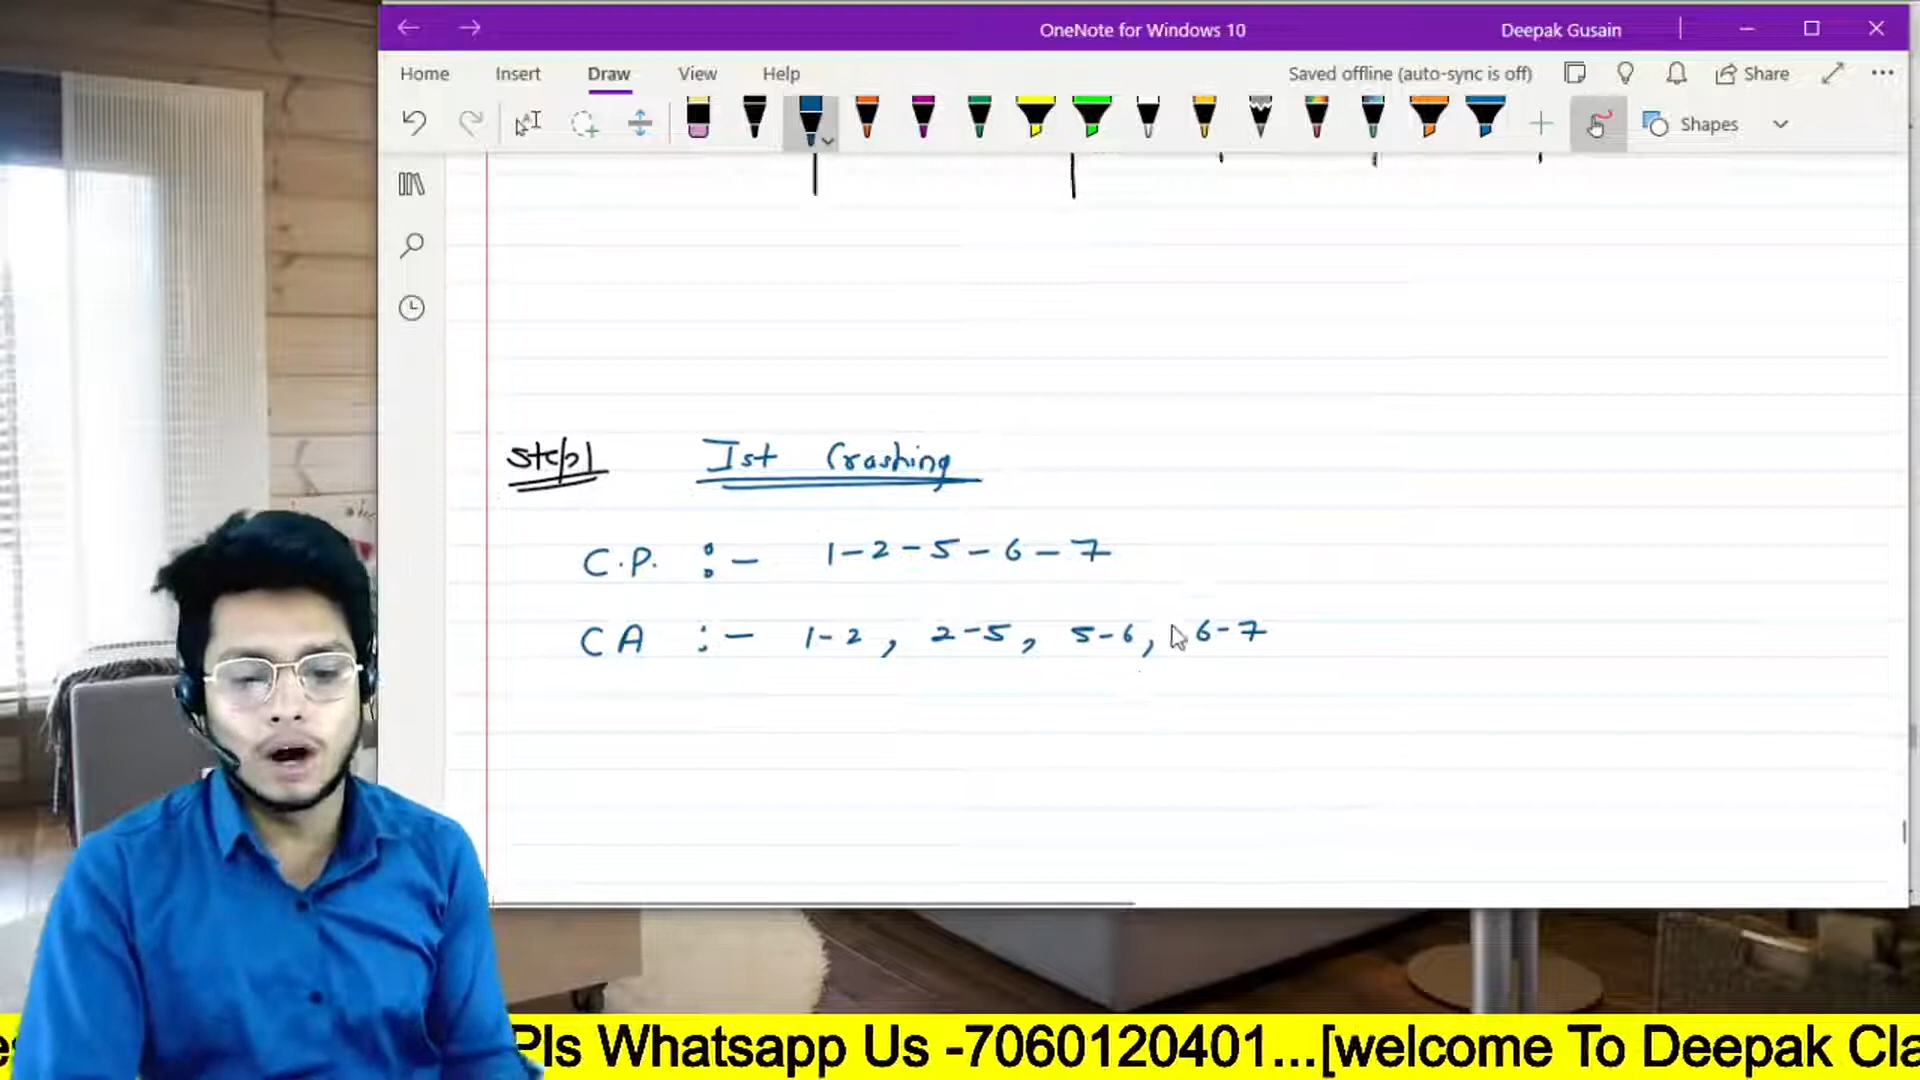 OneNote for Windows 10
Deepak Gusain
Home Insert Draw View Help
Saved offline (auto-sync is off)
Share
Shapes
Step1 Ist Crashing
C.P. :- 1-2-5-6-7
CA :- 1-2, 2-5, 5-6, 6-7
Pls Whatsapp Us -7060120401...[welcome To Deepak Cla